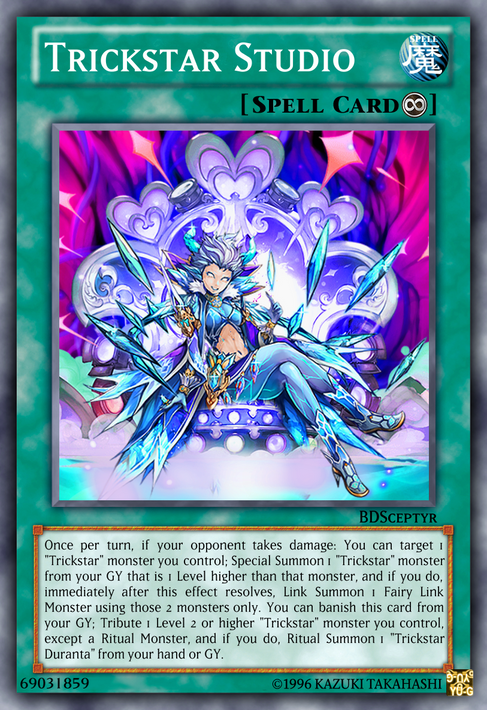 Trickstar Studio
SPELL
魔
[Spell Card]
BDSceptyr
Once per turn, if your opponent takes damage: You can target 1
"Trickstar" monster you control; Special Summon 1 "Trickstar" monster
from your GY that is 1 Level higher than that monster, and if you do,
immediately after this effect resolves, Link Summon 1 Fairy Link
Monster using those 2 monsters only. You can banish this card from
your GY; Tribute 1 Level 2 or higher "Trickstar" monster you control,
except a Ritual Monster, and if you do, Ritual Summon 1 "Trickstar
Duranta" from your hand or GY.
69031859
©1996 KAZUKI TAKAHASHI